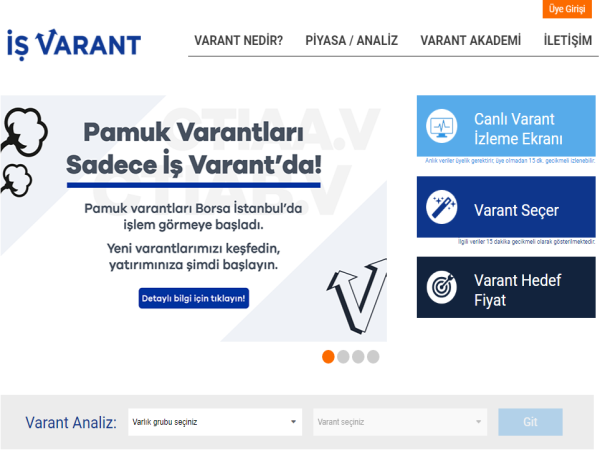 Üye Girişi
İŞ VARANT
VARANT NEDİR?
PİYASA / ANALİZ
VARANT AKADEMİ
İLETİŞİM
CTIAA.V
CTIAB.V
Pamuk Varantları
Sadece İş Varant'da!
Pamuk varantları Borsa İstanbul'da
işlem görmeye başladı.
Yeni varantlarımızı keşfedin,
yatırımınıza şimdi başlayın.
Detaylı bilgi için tıklayın!
Canlı Varant
İzleme Ekranı
Anlık veriler üyelik gerektirir; üye olmadan 15 dk. gecikmeli izlenebilir.
Varant Seçer
İlgili veriler 15 dakika gecikmeli olarak gösterilmektedir.
Varant Hedef
Fiyat
Varant Analiz:
Varlık grubu seçiniz
Varant seçiniz
Git